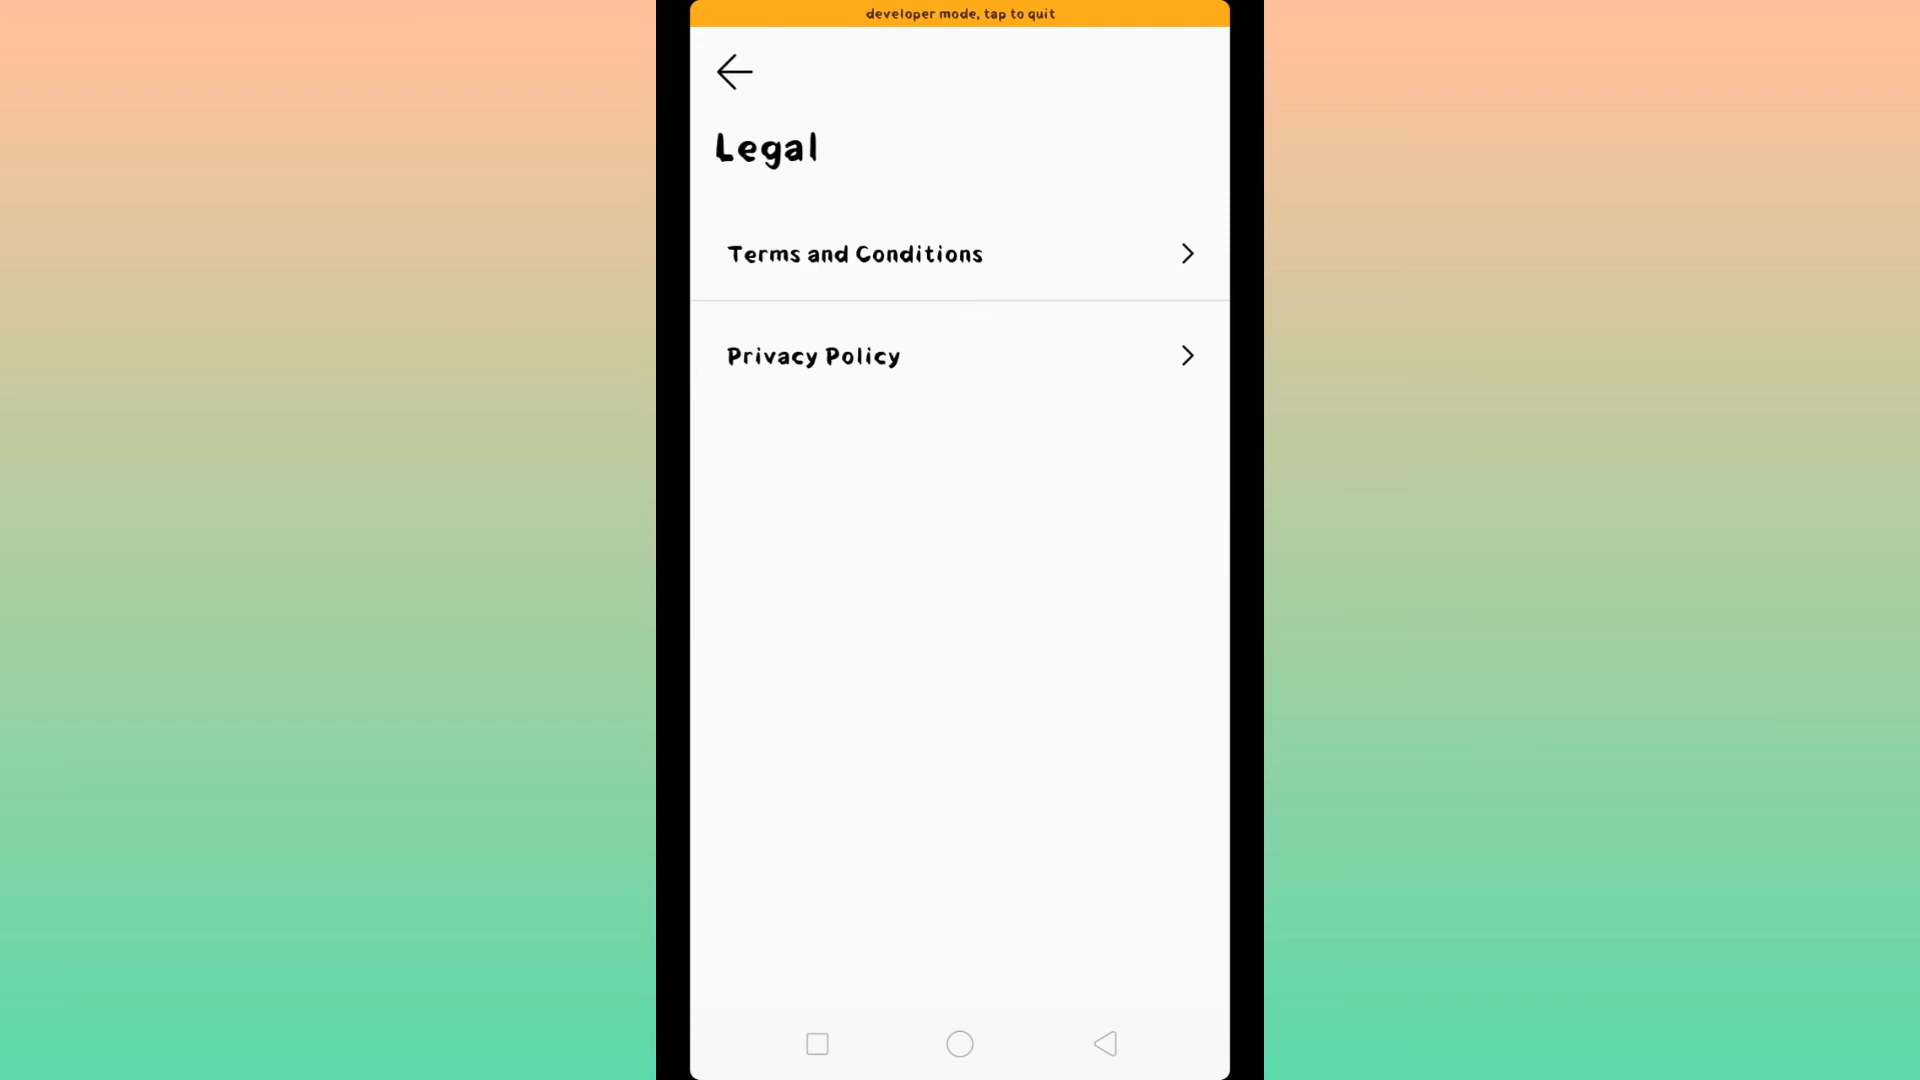 developer mode, tap to quit
Legal
Terms and Conditions
Privacy Policy